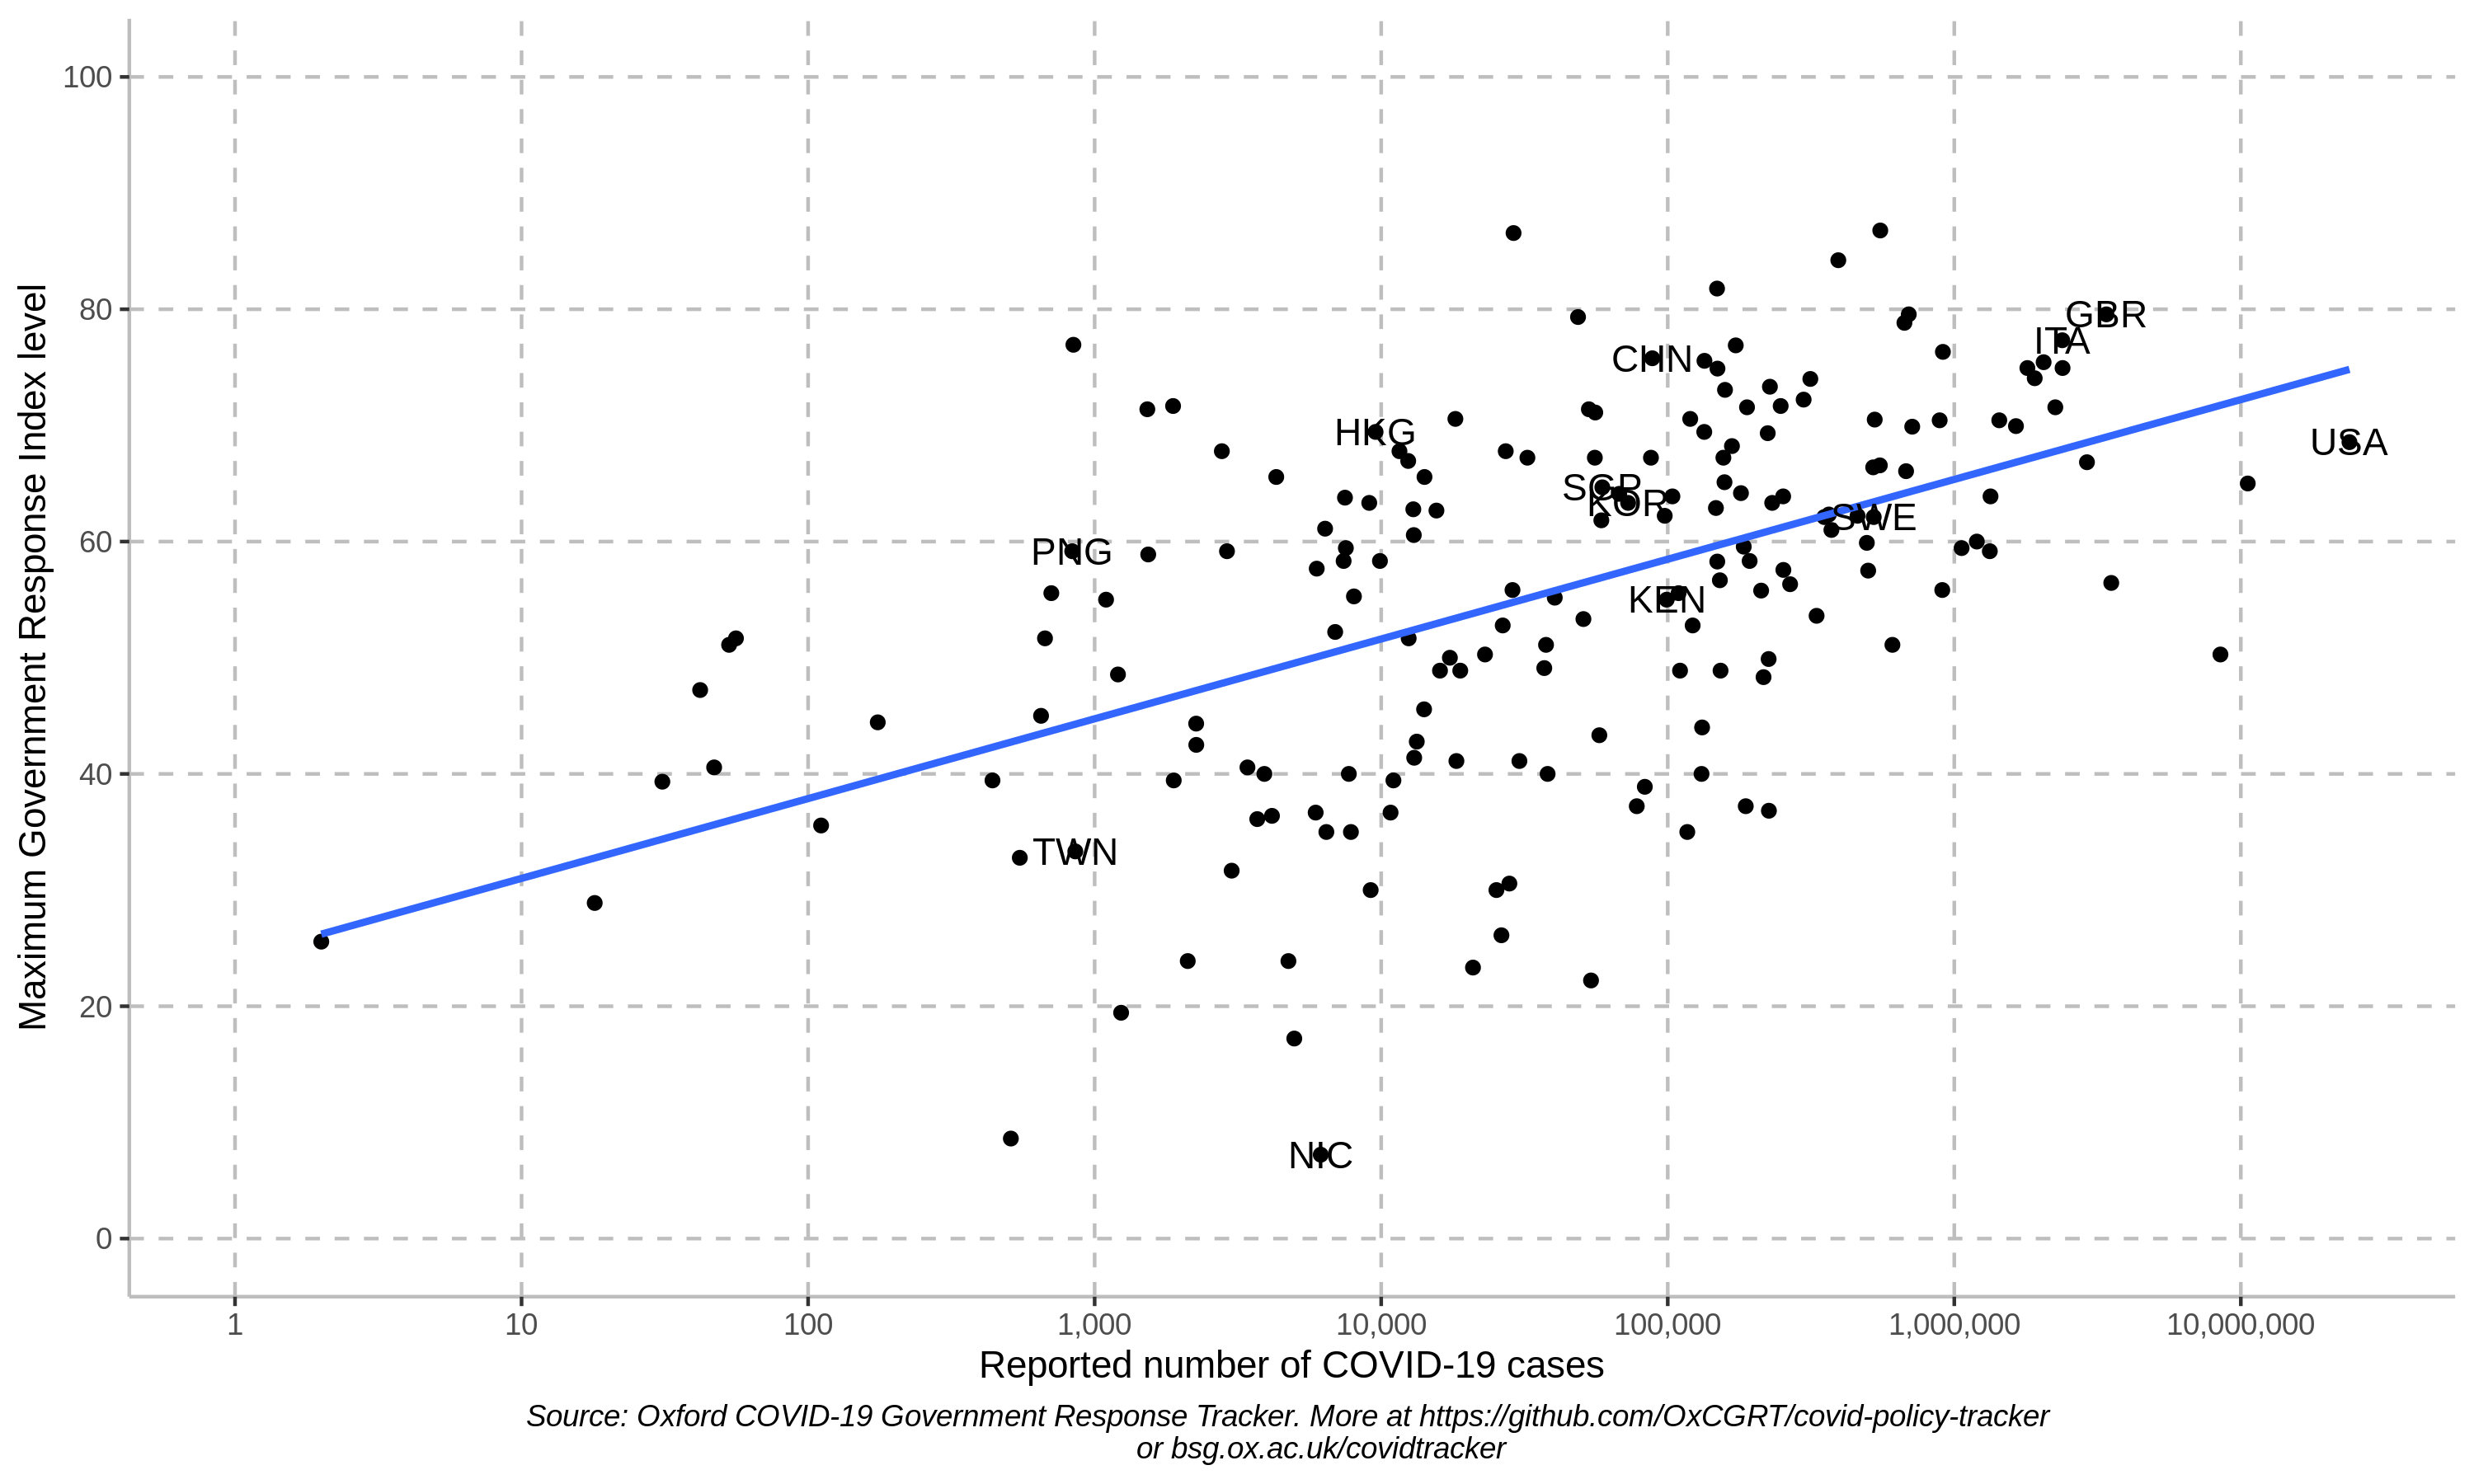 Maximum Government Response Index level
100
80
60
40
20
0
GBR
ITA
CHN
HKG
USA
SGP
KOR
SWE
PNG
KEN
TWN
NIC
1
10
100
1,000
10,000
100,000
1,000,000
10,000,000
Reported number of COVID-19 cases
Source: Oxford COVID-19 Government Response Tracker. More at https://github.com/OxCGRT/covid-policy-tracker
or bsg.ox.ac.uk/covidtracker